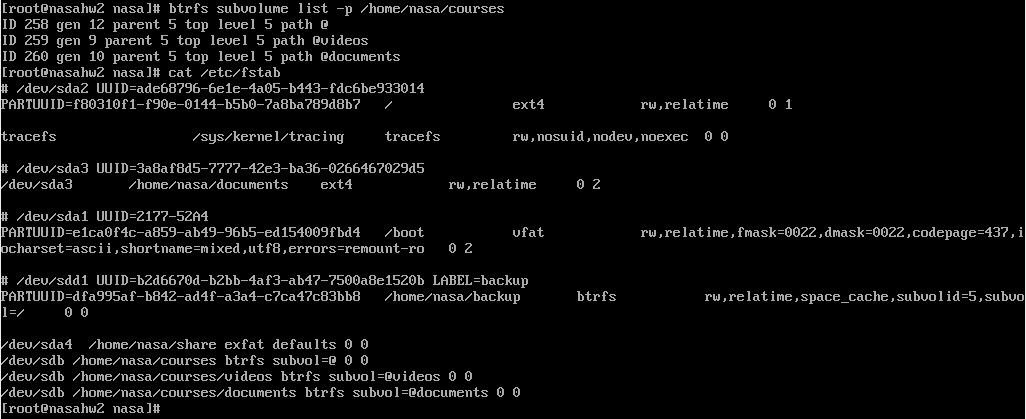 [root@nasahw2 nasa]# btrfs subvolume list -p /home/nasa/courses
ID 258 gen 12 parent 5 top level 5 path @
ID 259 gen 9 parent 5 top level 5 path @videos
ID 260 gen 10 parent 5 top level 5 path @documents
[root@nasahw2 nasa]# cat /etc/fstab
# /dev/sda2 UUID=ade68796-6e1e-4a05-b443-fdc6be933014
PARTUUID=f80310f1-f90e-0144-b5b0-7a8ba789d8b7   /               ext4            rw,relatime     0 1
tracefs                 /sys/kernel/tracing     tracefs         rw,nosuid,nodev,noexec  0 0
# /dev/sda3 UUID=3a8af8d5-7777-42e3-ba36-0266467029d5
/dev/sda3       /home/nasa/documents    ext4            rw,relatime     0 2
# /dev/sda1 UUID=2177-52A4
PARTUUID=e1ca0f4c-a859-ab49-96b5-ed154009fbd4   /boot           vfat            rw,relatime,fmask=0022,dmask=0022,codepage=437,i
ocharset=ascii,shortname=mixed,utf8,errors=remount-ro   0 2
# /dev/sdd1 UUID=b2d6670d-b2bb-4af3-ab47-7500a8e1520b LABEL=backup
PARTUUID=dfa995af-b842-ad4f-a3a4-c7ca47c83bb8   /home/nasa/backup       btrfs           rw,relatime,space_cache,subvolid=5,subvo
l=/     0 0
/dev/sda4  /home/nasa/share exfat defaults 0 0
/dev/sdb /home/nasa/courses btrfs subvol=@ 0 0
/dev/sdb /home/nasa/courses/videos btrfs subvol=@videos 0 0
/dev/sdb /home/nasa/courses/documents btrfs subvol=@documents 0 0
[root@nasahw2 nasa]#